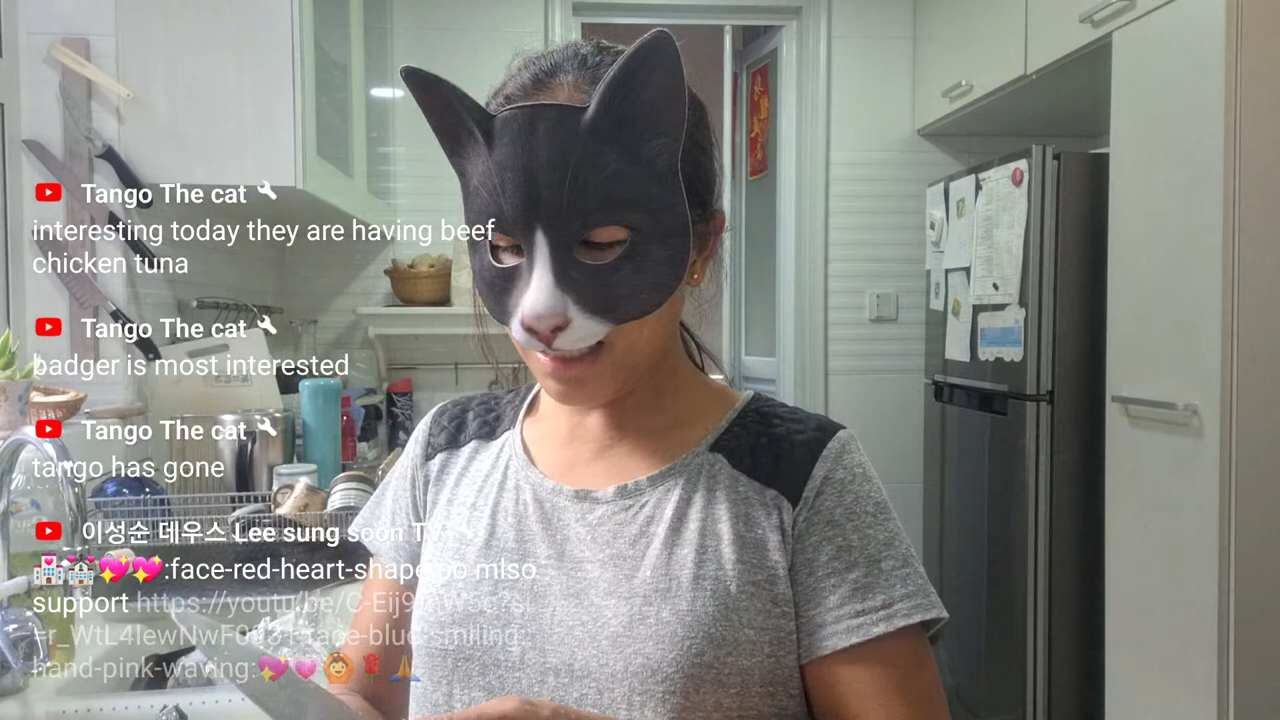 Tango The cat
interesting today they are having beef
chicken tuna
Tango The cat
badger is most interested
Tango The cat
tango has gone
이성순 데우스 Lee sung soon TV
:face-red-heart-shape:
mlso
support
hand-pink-waving: